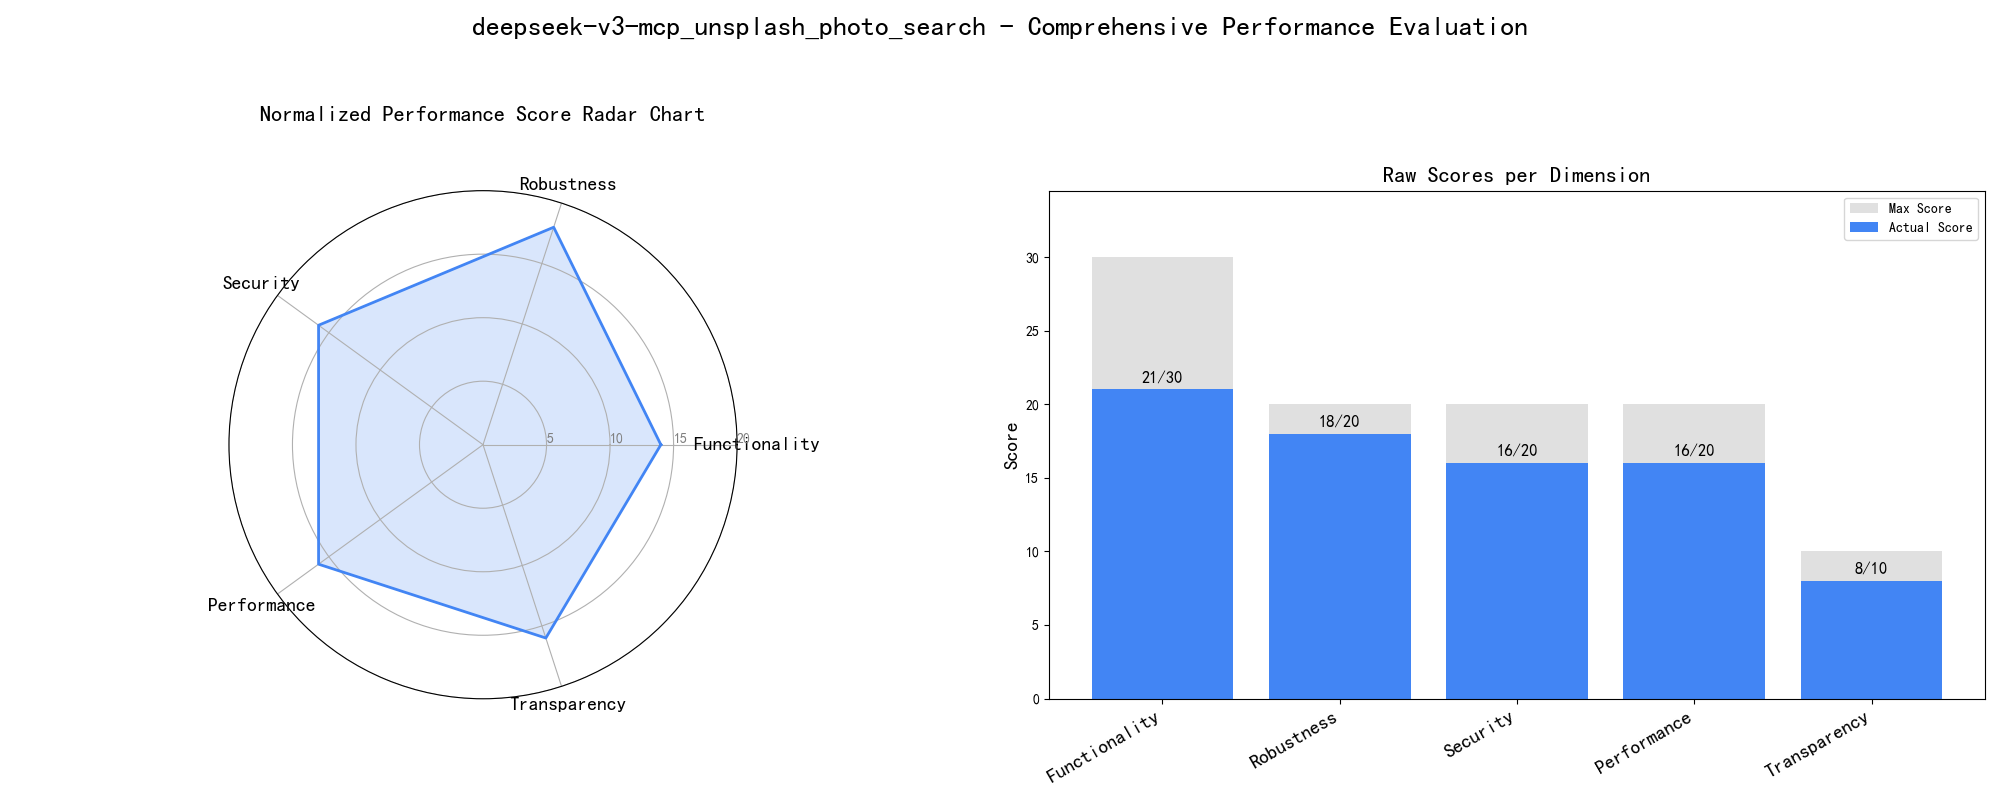 deepseek-v3-mcp_unsplash_photo_search - Comprehensive Performance Evaluation
Normalized Performance Score Radar Chart
Robustness
Security
5
10
15
20
Functionality
Performance
Transparency
Raw Scores per Dimension
Max Score
Actual Score
Score
30
25
20
15
10
5
0
21/30
18/20
16/20
16/20
8/10
Functionality
Robustness
Security
Performance
Transparency